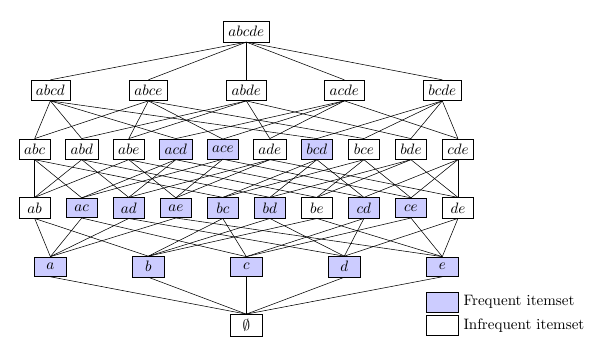 abcde
abcd abce abde acde bcde
abc abd abe acd ace ade bcd bce bde cde
ab ac ad ae bc bd be cd ce de
a b c d e
∅
Frequent itemset
Infrequent itemset